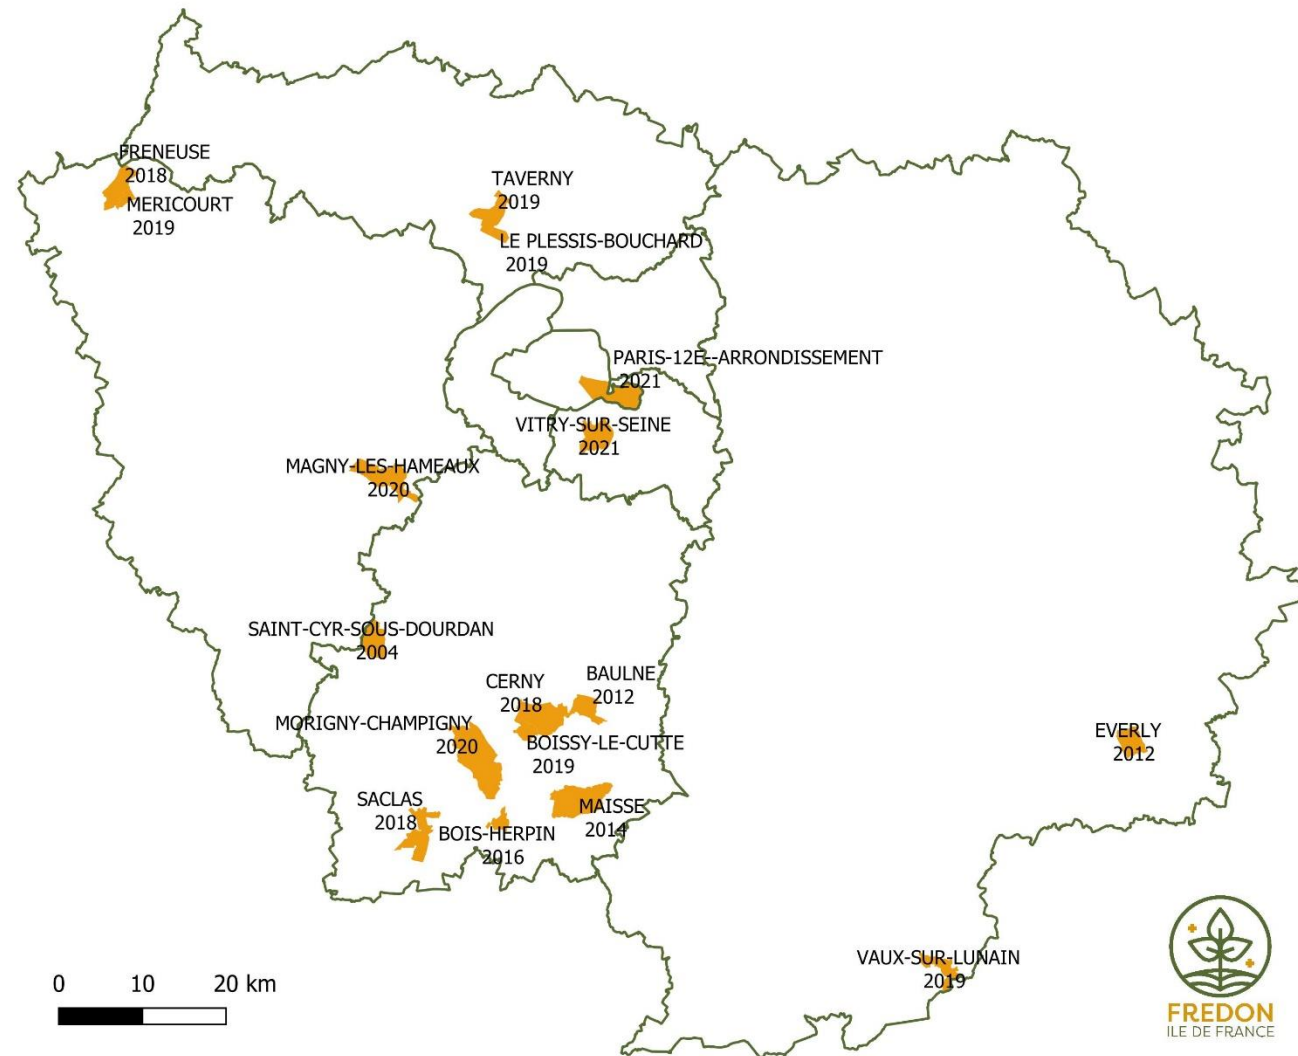 FRENEUSE
2018
MERICOURT
2019
TAVERNY
2019
LE PLESSIS-BOUCHARD
2019
PARIS-12E--ARRONDISSEMENT
2021
VITRY-SUR-SEINE
2021
MAGNY-LES-HAMEAUX
2020
SAINT-CYR-SOUS-DOURDAN
2004
CERNY
2018
BAULNE
2012
MORIGNY-CHAMPIGNY
2020
BOISSY-LE-CUTTE
2019
EVERLY
2012
SACLAS
2018
MAISSE
2014
BOIS-HERPIN
2016
VAUX-SUR-LUNAIN
2019
0 10 20 km
FREDON
ILE DE FRANCE